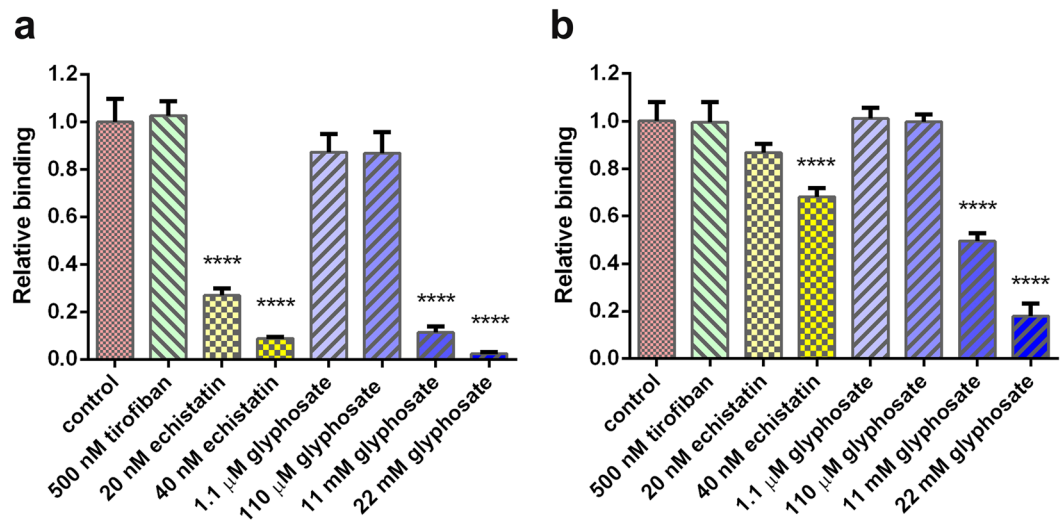 a
Relative binding
1.2
1.0
0.8
0.6
0.4
0.2
0.0
****
****
****
****
control
500 nM tirofiban
20 nM echistatin
40 nM echistatin
1.1 μM glyphosate
110 μM glyphosate
11 mM glyphosate
22 mM glyphosate
b
Relative binding
1.2
1.0
0.8
0.6
0.4
0.2
0.0
****
****
****
control
500 nM tirofiban
20 nM echistatin
40 nM echistatin
1.1 μM glyphosate
110 μM glyphosate
11 mM glyphosate
22 mM glyphosate